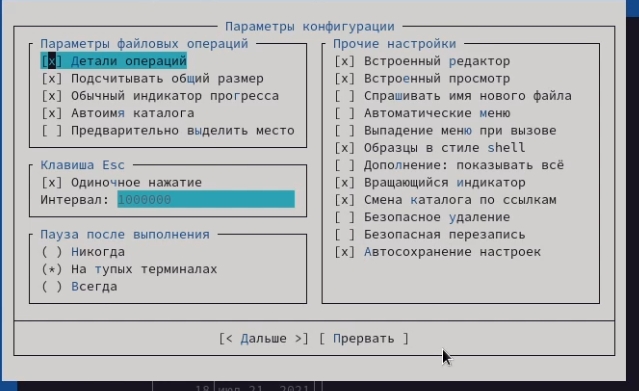 Параметры конфигурации
Параметры файловых операций
[x] Детали операций
[x] Подсчитывать общий размер
[x] Обычный индикатор прогресса
[x] Автоимя каталога
[ ] Предварительно выделить место
Клавиша Esc
[x] Одиночное нажатие
Интервал: 1000000
Пауза после выполнения
( ) Никогда
(*) На тупых терминалах
( ) Всегда
Прочие настройки
[x] Встроенный редактор
[x] Встроенный просмотр
[ ] Спрашивать имя нового файла
[ ] Автоматические меню
[ ] Выпадение меню при вызове
[x] Образцы в стиле shell
[ ] Дополнение: показывать всё
[x] Вращающийся индикатор
[x] Смена каталога по ссылкам
[ ] Безопасное удаление
[ ] Безопасная перезапись
[x] Автосохранение настроек
[< Дальше >] [ Прервать ]
18 июл 21, 2021